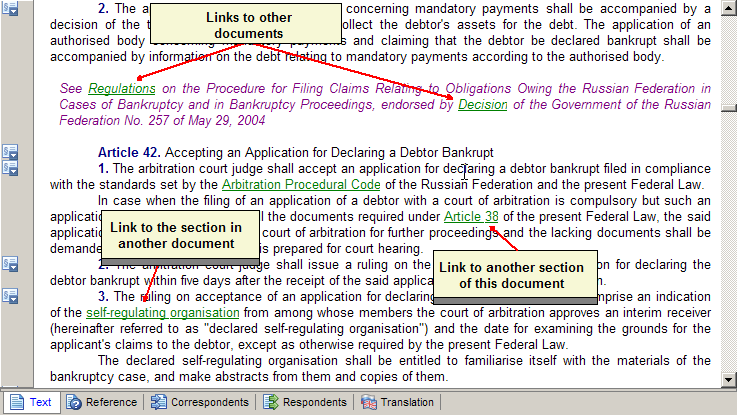 2. The a concerning mandatory payments shall be accompanied by a
Links to other
documents
decision of the t ollect the debtor's assets for the debt. The application of an
authorised body concerning mandatory payments and claiming that the debtor be declared bankrupt shall be
accompanied by information on the debt relating to mandatory payments according to the authorised body.
See Regulations on the Procedure for Filing Claims Relating to Obligations Owing the Russian Federation in
Cases of Bankruptcy and in Bankruptcy Proceedings, endorsed by Decision of the Government of the Russian
Federation No. 257 of May 29, 2004
Article 42. Accepting an Application for Declaring a Debtor Bankrupt
1. The arbitration court judge shall accept an application for declaring a debtor bankrupt filed in compliance
with the standards set by the Arbitration Procedural Code of the Russian Federation and the present Federal Law.
In case when the filing of an application of a debtor with a court of arbitration is compulsory but such an
applicatio l the documents required under Article 38 of the present Federal Law, the said
Link to the section in
another document
applicatio court of arbitration for further proceedings and the lacking documents shall be
demande is prepared for court hearing.
2. The arbitration court judge shall issue a ruling on the on for declaring the
Link to another section
of this document
debtor bankrupt within five days after the receipt of the said applica n.
3. The ruling on acceptance of an application for declaring mprise an indication
of the self-regulating organisation from among whose members the court of arbitration approves an interim receiver
(hereinafter referred to as "declared self-regulating organisation") and the date for examining the grounds for the
applicant's claims to the debtor, except as otherwise required by the present Federal Law.
The declared self-regulating organisation shall be entitled to familiarise itself with the materials of the
bankruptcy case, and make abstracts from them and copies of them.
Text Reference Correspondents Respondents Translation